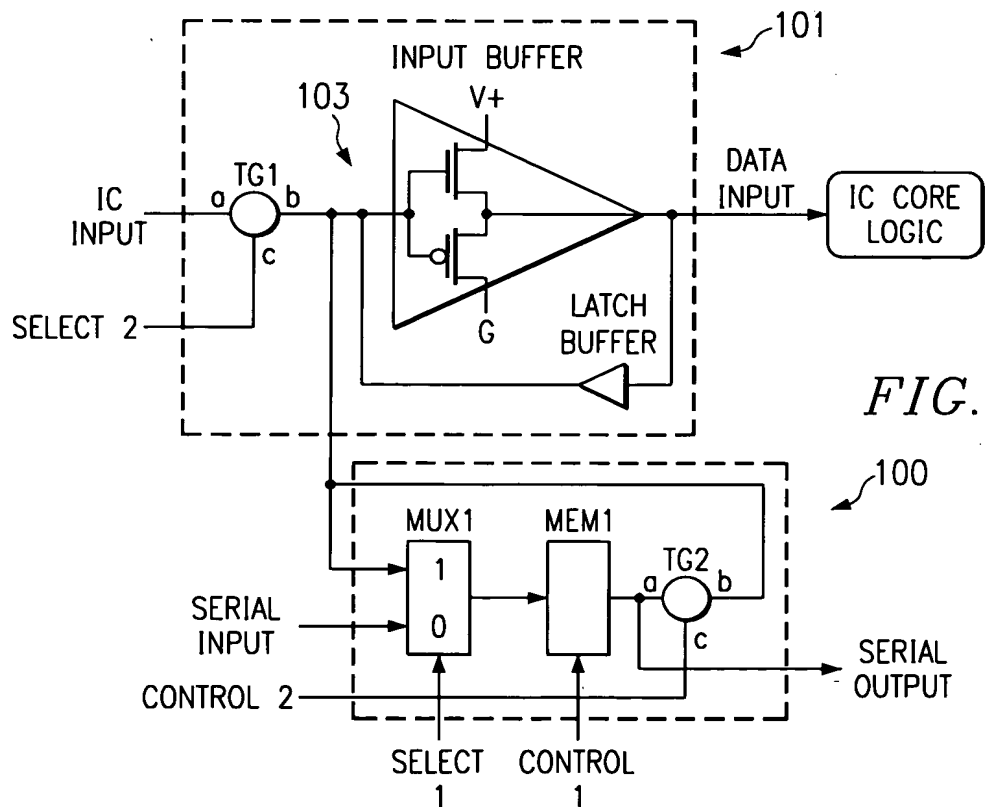 101
INPUT BUFFER
103
V+
TG1
a
b
c
IC
INPUT
DATA
INPUT
IC CORE
LOGIC
SELECT 2
G
LATCH
BUFFER
FIG.
100
MUX1
MEM1
TG2
1
a
b
SERIAL
INPUT
0
c
SERIAL
OUTPUT
CONTROL 2
SELECT
1
CONTROL
1